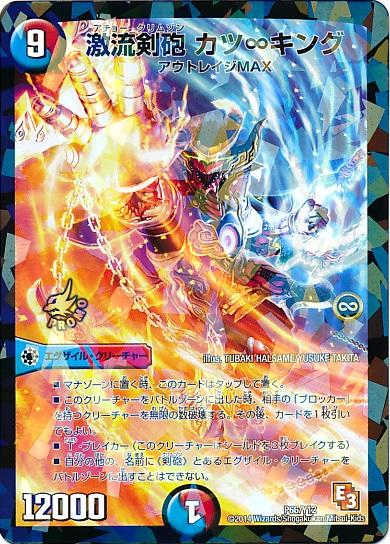 9
アチョー クリムゾン
激流剣砲 カツ∞キング
アウトレイジMAX
PROMO
∞
エグザイル・クリーチャー
illus. TUBAKI HALSAME/YUSUKE TAKITA
■ マナゾーンに置く時、このカードはタップして置く。
■ このクリーチャーをバトルゾーンに出した時、相手の「ブロッカー」
を持つクリーチャーを無限の数破壊する。その後、カードを1枚引い
てもよい。
■ T・ブレイカー(このクリーチャーはシールドを3枚ブレイクする)
■ 自分の他の、名前に《剣砲》とあるエグザイル・クリーチャーを
バトルゾーンに出すことはできない。
12000
1
E3
P66/Y12
©2014 Wizards/Shogakukan/Mitsui-Kids